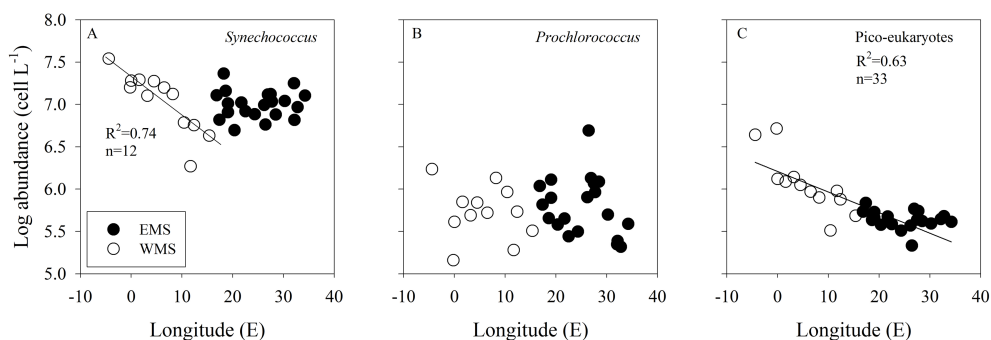 Log abundance (cell L⁻¹)
8.0
7.5
7.0
6.5
6.0
5.5
5.0
A
Synechococcus
R²=0.74
n=12
EMS
WMS
-10 0 10 20 30 40
Longitude (E)
B
Prochlorococcus
-10 0 10 20 30 40
Longitude (E)
C
Pico-eukaryotes
R²=0.63
n=33
-10 0 10 20 30 40
Longitude (E)